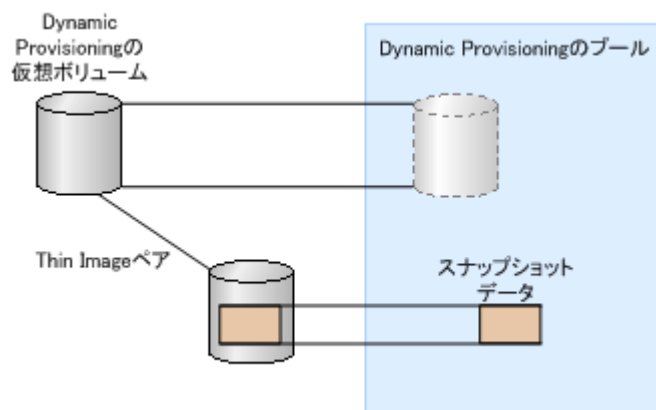 Dynamic
Provisioningの
仮想ボリューム
Dynamic Provisioningのプール
Thin Imageペア
スナップショット
データ